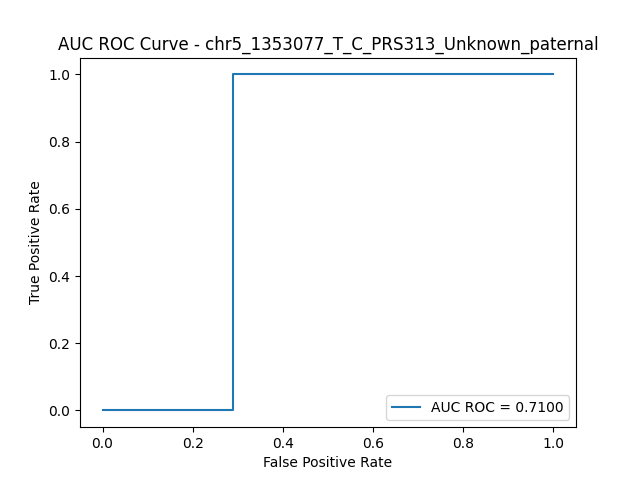 AUC ROC Curve - chr5_1353077_T_C_PRS313_Unknown_paternal
1.0
0.8
0.6
0.4
0.2
0.0
True Positive Rate
AUC ROC = 0.7100
0.0 0.2 0.4 0.6 0.8 1.0
False Positive Rate